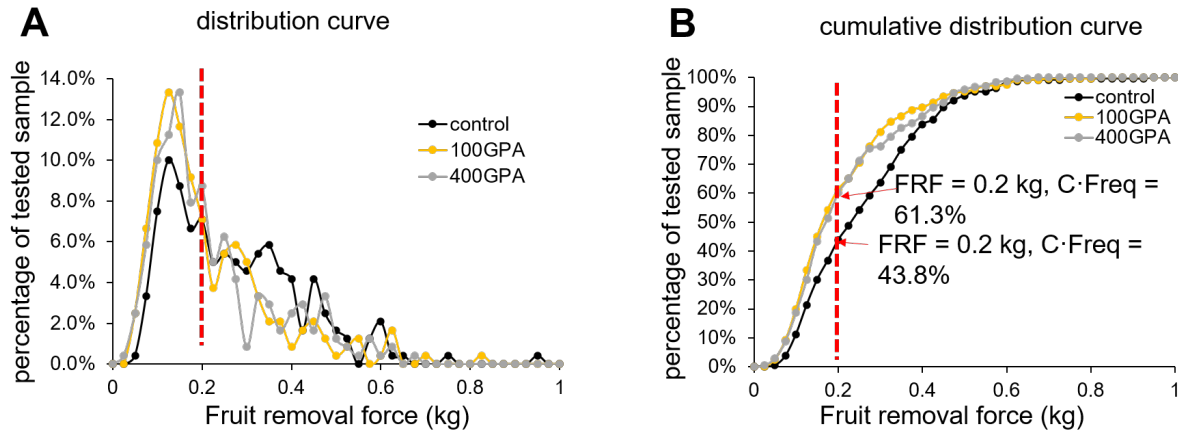 A
distribution curve
percentage of tested sample
14.0%
12.0%
10.0%
8.0%
6.0%
4.0%
2.0%
0.0%
control
100GPA
400GPA
0
0.2
0.4
0.6
0.8
1
Fruit removal force (kg)
B
cumulative distribution curve
percentage of tested sample
100%
90%
80%
70%
60%
50%
40%
30%
20%
10%
0%
control
100GPA
400GPA
FRF = 0.2 kg, C·Freq =
61.3%
FRF = 0.2 kg, C·Freq =
43.8%
0
0.2
0.4
0.6
0.8
1
Fruit removal force (kg)